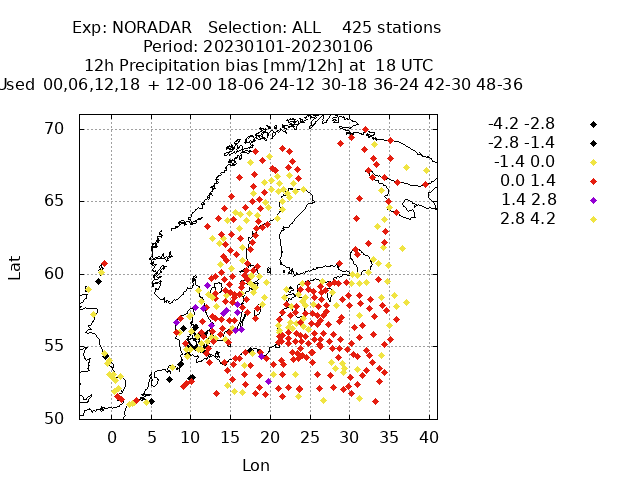 Exp: NORADAR   Selection: ALL    425 stations
Period: 20230101-20230106
12h Precipitation bias [mm/12h] at  18 UTC
00,06,12,18  + 12-00 18-06 24-12 30-18 36-24 42-30 48-36
70
65
60
55
50
0 5 10 15 20 25 30 35 40
Lat
Lon
-4.2 -2.8
-2.8 -1.4
-1.4 0.0
0.0 1.4
1.4 2.8
2.8 4.2